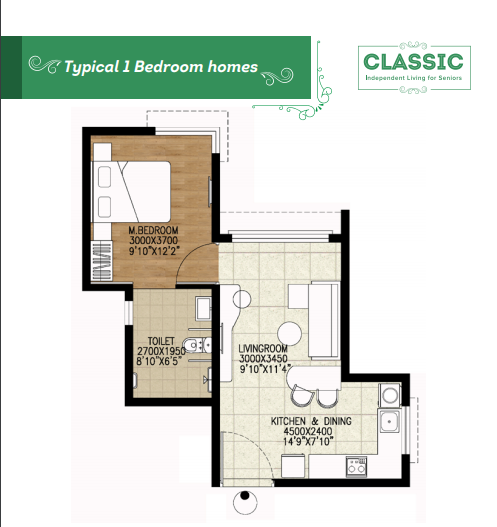 Typical 1 Bedroom homes
CLASSIC
Independent Living for Seniors
M.BEDROOM
3000X3700
9'10"X12'2"
TOILET
2700X1950
8'10"X6'5"
LIVINGROOM
3000X3450
9'10"X11'4"
KITCHEN & DINING
4500X2400
14'9"X7'10"